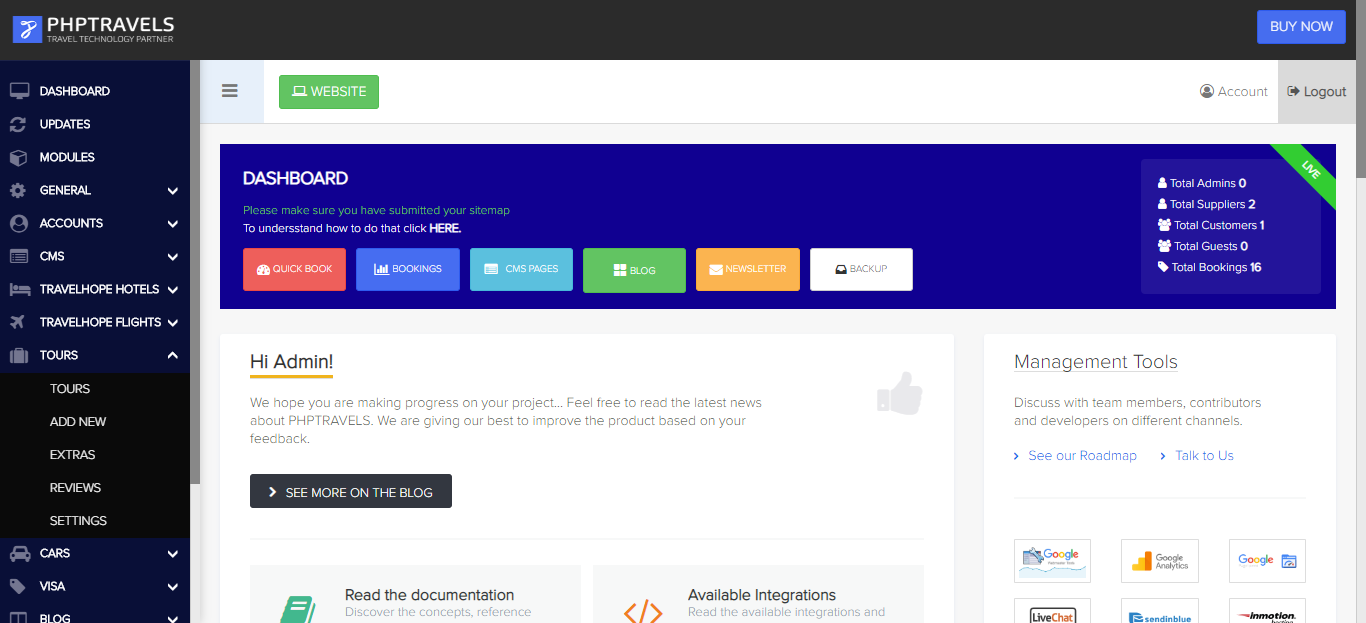 PHPTRAVELS
TRAVEL TECHNOLOGY PARTNER
BUY NOW
DASHBOARD
UPDATES
MODULES
GENERAL
ACCOUNTS
CMS
TRAVELHOPE HOTELS
TRAVELHOPE FLIGHTS
TOURS
TOURS
ADD NEW
EXTRAS
REVIEWS
SETTINGS
CARS
VISA
BLOG
WEBSITE
Account
Logout
DASHBOARD
Please make sure you have submitted your sitemap
To undersstand how to do that click HERE.
QUICK BOOK
BOOKINGS
CMS PAGES
BLOG
NEWSLETTER
BACKUP
LIVE
Total Admins 0
Total Suppliers 2
Total Customers 1
Total Guests 0
Total Bookings 16
Hi Admin!
We hope you are making progress on your project... Feel free to read the latest news
about PHPTRAVELS. We are giving our best to improve the product based on your
feedback.
SEE MORE ON THE BLOG
Read the documentation
Discover the concepts, reference
Available Integrations
Read the available integrations and
Management Tools
Discuss with team members, contributors
and developers on different channels.
See our Roadmap
Talk to Us
Google
Webmaster Tools
Google
Analytics
Google
LiveChat
sendinblue
inmotion
hosting